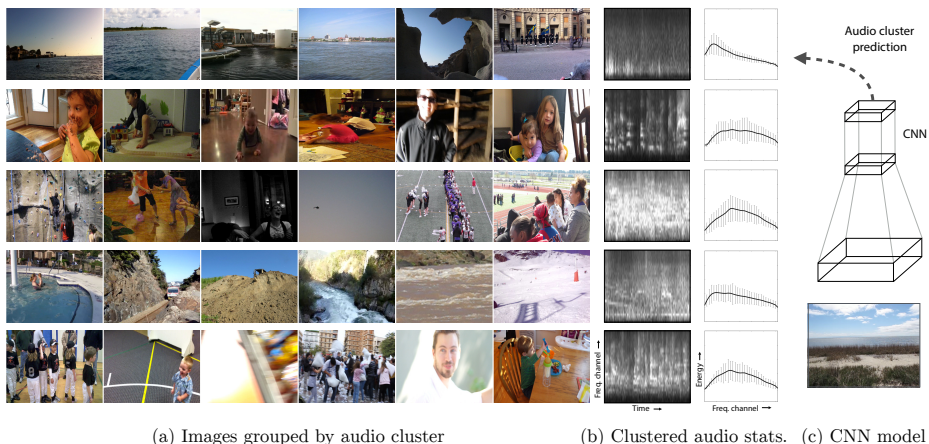 Audio cluster
prediction
CNN
Freq. channel →
Time →
Energy →
Freq. channel →
(a) Images grouped by audio cluster
(b) Clustered audio stats.
(c) CNN model